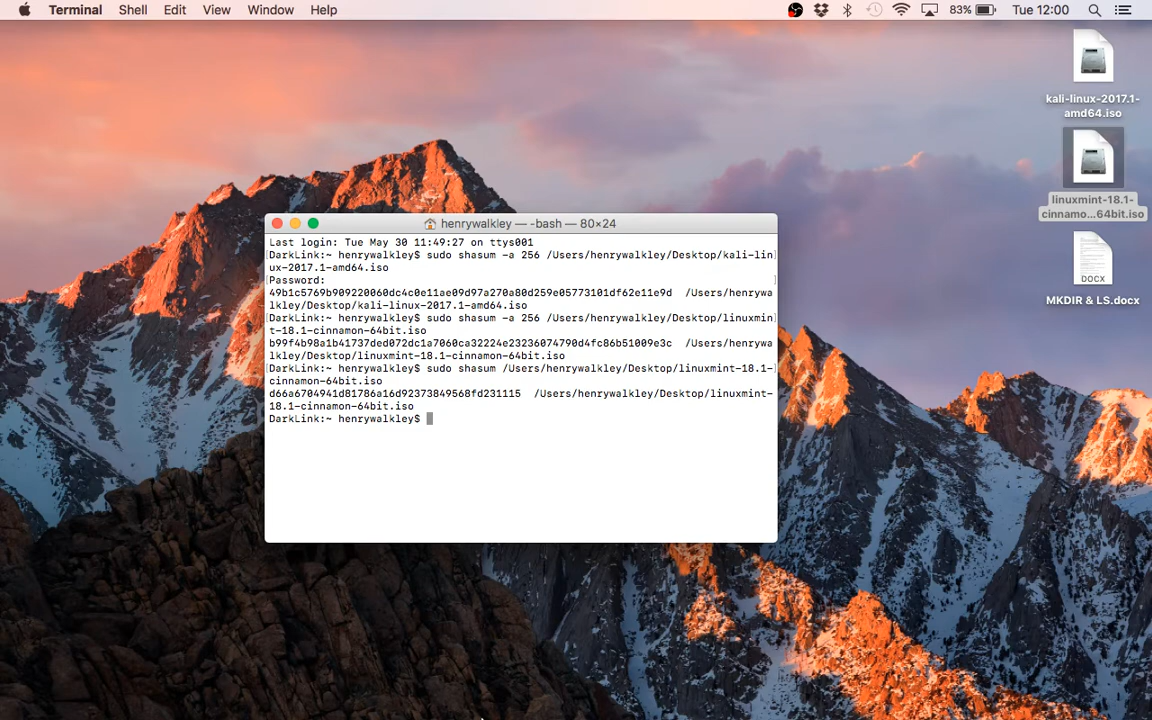 Terminal Shell Edit View Window Help 83% Tue 12:00
henrywalkley — -bash — 80×24
Last login: Tue May 30 11:49:27 on ttys001
DarkLink:~ henrywalkley$ sudo shasum -a 256 /Users/henrywalkley/Desktop/kali-lin
ux-2017.1-amd64.iso
Password:
49b1c5769b909220060dc4c0e11ae09d97a270a80d259e05773101df62e11e9d  /Users/henrywa
lkley/Desktop/kali-linux-2017.1-amd64.iso
DarkLink:~ henrywalkley$ sudo shasum -a 256 /Users/henrywalkley/Desktop/linuxmin
t-18.1-cinnamon-64bit.iso
b99f4b98a1b41737ded072dc1a7060ca32224e23236074790d4fc86b51009e3c  /Users/henrywa
lkley/Desktop/linuxmint-18.1-cinnamon-64bit.iso
DarkLink:~ henrywalkley$ sudo shasum /Users/henrywalkley/Desktop/linuxmint-18.1-
cinnamon-64bit.iso
d66a6704941d81786a16d92373849568fd231115  /Users/henrywalkley/Desktop/linuxmint-
18.1-cinnamon-64bit.iso
DarkLink:~ henrywalkley$
kali-linux-2017.1-
amd64.iso
linuxmint-18.1-
cinnamo...64bit.iso
DOCX
MKDIR & LS.docx